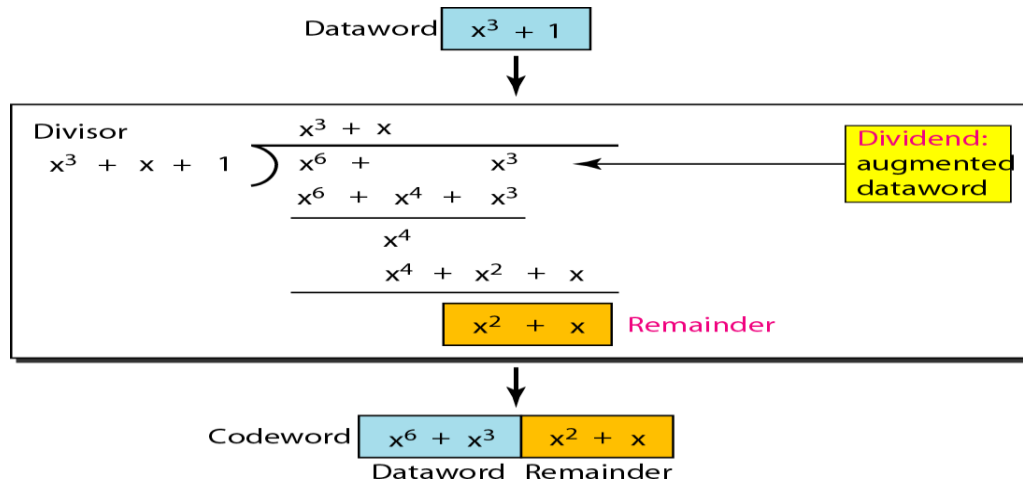 Dataword x³ + 1
Divisor
x³ + x
x³ + x + 1
x⁶ + x³
Dividend:
augmented
dataword
x⁶ + x⁴ + x³
x⁴
x⁴ + x² + x
x² + x Remainder
Codeword x⁶ + x³ x² + x
Dataword Remainder